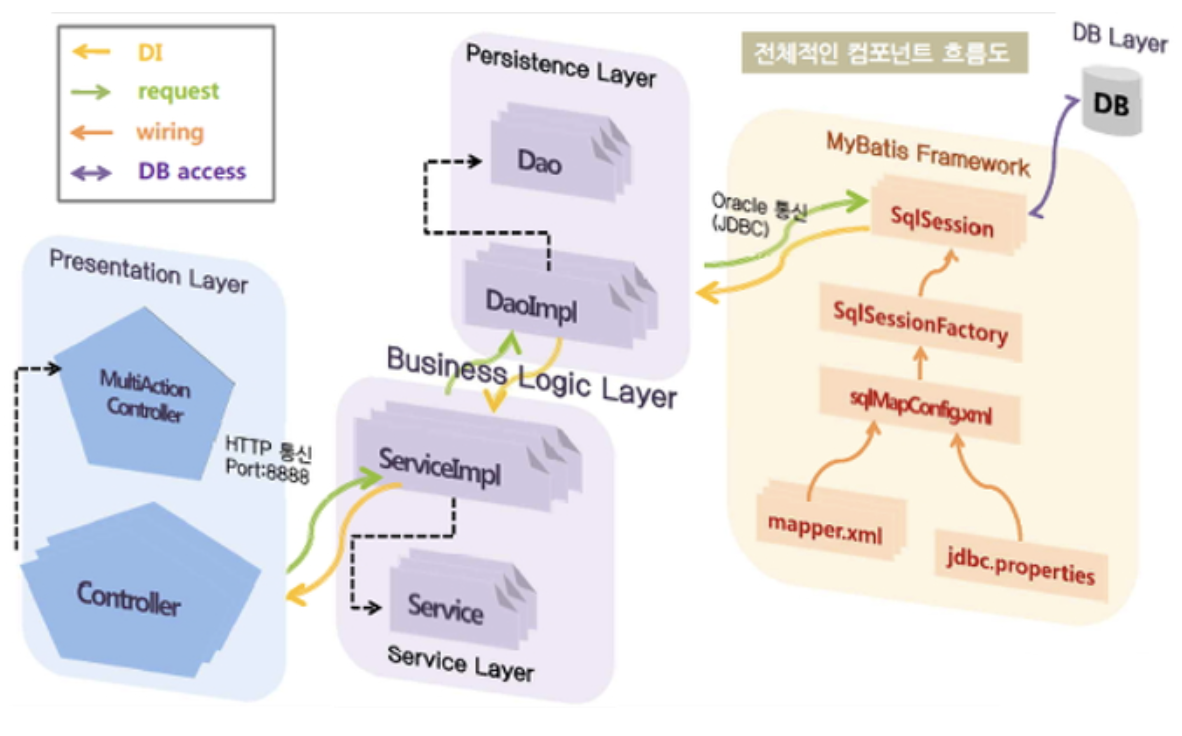 DI
request
wiring
DB access
전체적인 컴포넌트 흐름도
DB Layer
DB
Persistence Layer
Dao
DaoImpl
Oracle 통신
(JDBC)
MyBatis Framework
SqlSession
SqlSessionFactory
sqlMapConfig.xml
mapper.xml
jdbc.properties
Presentation Layer
MultiAction
Controller
HTTP 통신
Port:8888
Controller
Business Logic Layer
ServiceImpl
Service
Service Layer